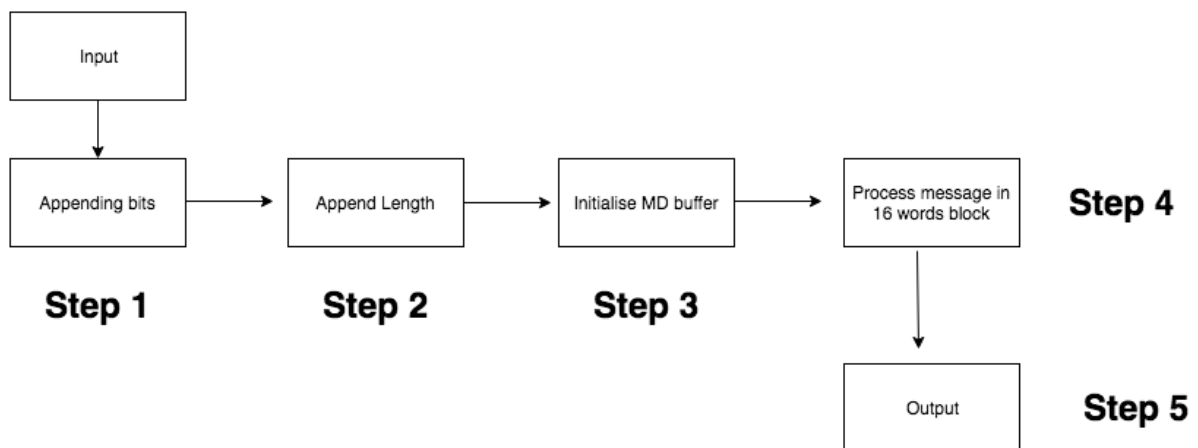 Input
Appending bits
Append Length
Initialise MD buffer
Process message in
16 words block
Step 4
Step 1
Step 2
Step 3
Output
Step 5